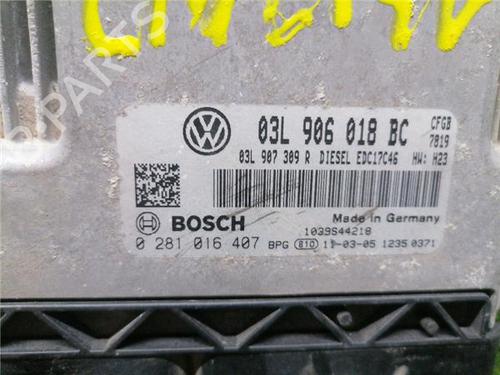 03L 906 018 BC CFGB
7819
03L 907 309 R DIESEL EDC17C46 HW: H23
BOSCH Made in Germany
1039S44218
0 281 016 407 BPG 810 11-03-05 1235 0371